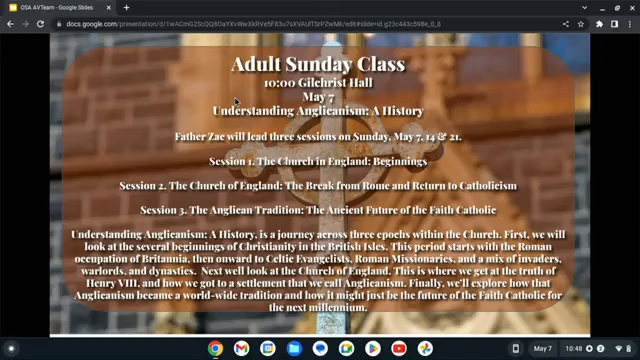 OSA AVTeam - Google Slides
docs.google.com/presentation/d/
Adult Sunday Class
10:00 Gilchrist Hall
May 7
Understanding Anglicanism: A History
Father Zac will lead three sessions on Sunday, May 7, 14 & 21.
Session 1. The Church in England: Beginnings
Session 2. The Church of England: The Break from Rome and Return to Catholicism
Session 3. The Anglican Tradition: The Ancient Future of the Faith Catholic
Understanding Anglicanism; A History, is a journey across three epochs within the Church. First, we will
look at the several beginnings of Christianity in the British Isles. This period starts with the Roman
occupation of Britannia, then onward to Celtic Evangelists, Roman Missionaries, and a mix of invaders,
warlords, and dynastics. Next well look at the Church of England. This is where we get at the truth of
Henry VIII, and how we got to a settlement that we call Anglicanism. Finally, we'll explore how that
Anglicanism became a world-wide tradition and how it might just be the future of the Faith Catholic for
the next millennium.
May 7
10:48